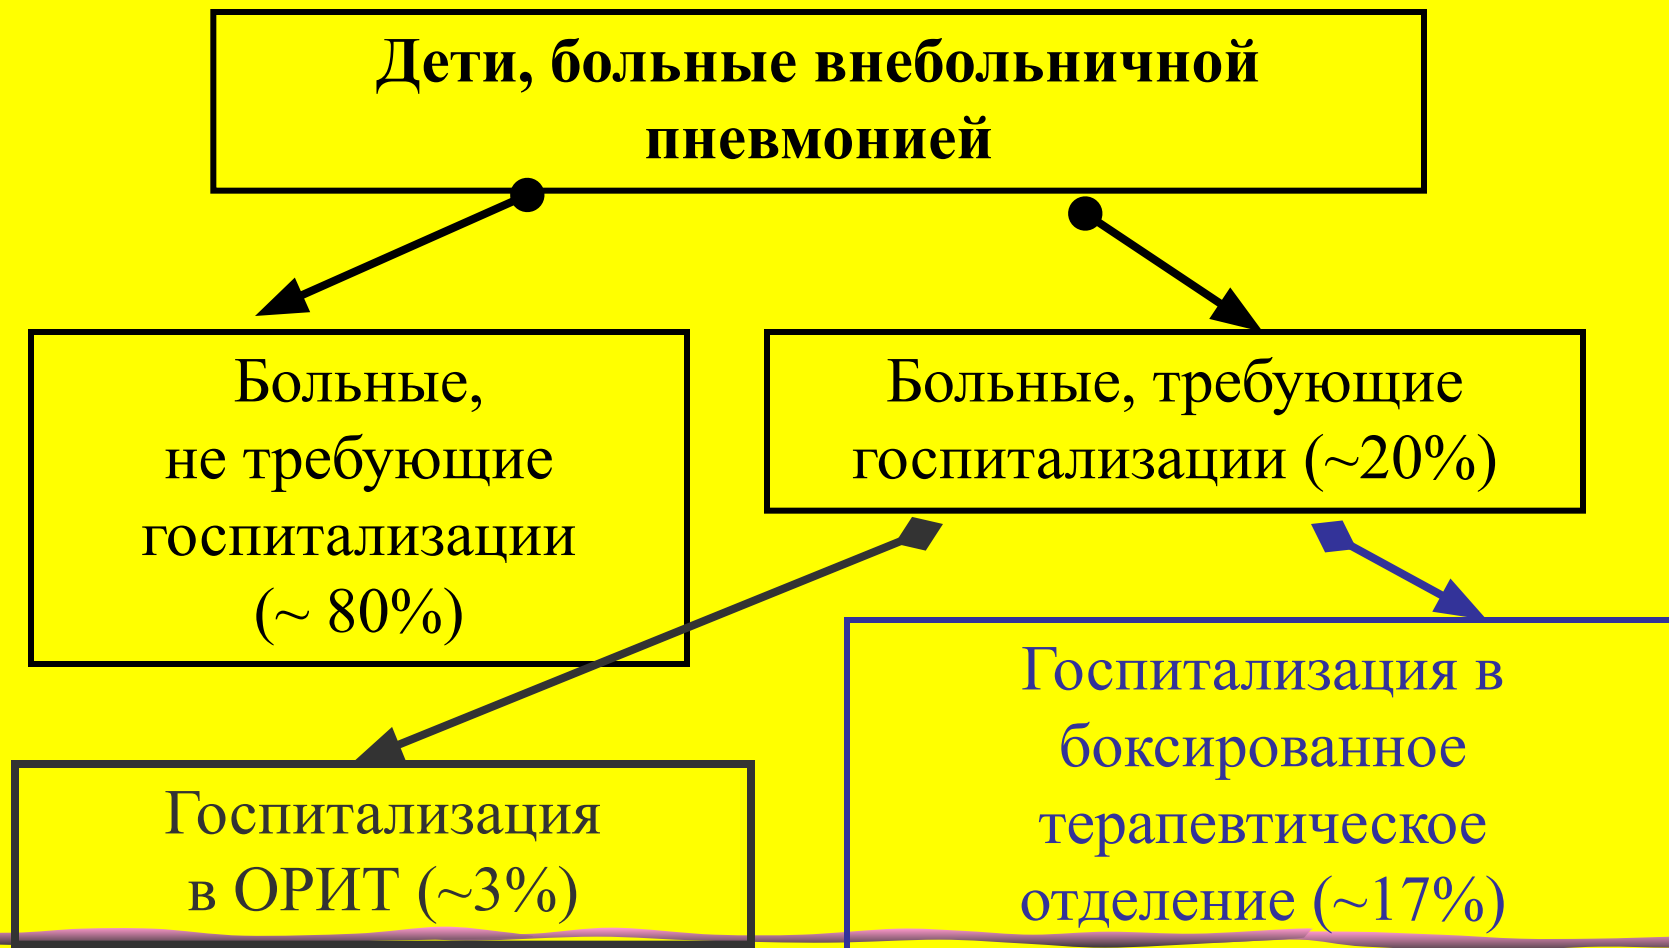 Дети, больные внебольничной
пневмонией
Больные,
не требующие
госпитализации
(~ 80%)
Больные, требующие
госпитализации (~20%)
Госпитализация
в ОРИТ (~3%)
Госпитализация в
боксированное
терапевтическое
отделение (~17%)